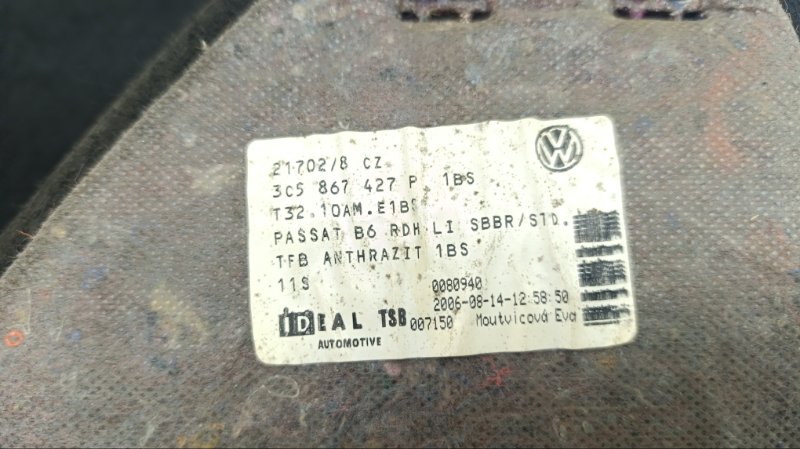 21702/8 CZ
3C5 867 427 P 1BS
T32.10AM.E1BS
PASSAT B6 RDH LI SBBR/STD.
TFB ANTHRAZIT 1BS
11S
0080940
2006-08-14-12:58:50
IDEAL TSB 007150 Moutvicová Eva
AUTOMOTIVE